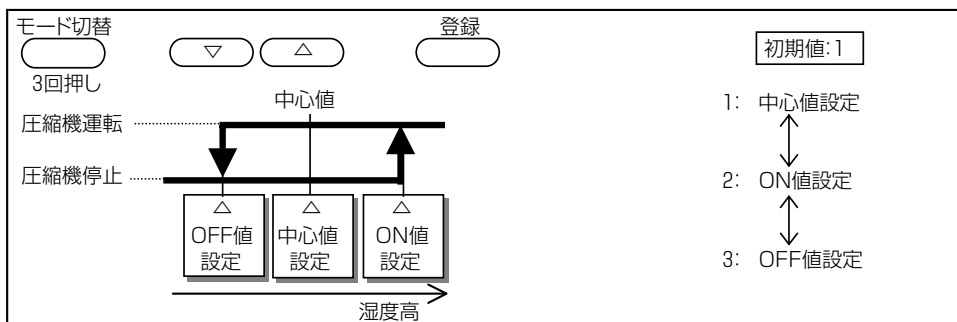 モード切替
▽
△
登録
初期値:1
3回押し
中心値
圧縮機運転
圧縮機停止
△
OFF値
設定
△
中心値
設定
△
ON値
設定
湿度高
1: 中心値設定
2: ON値設定
3: OFF値設定